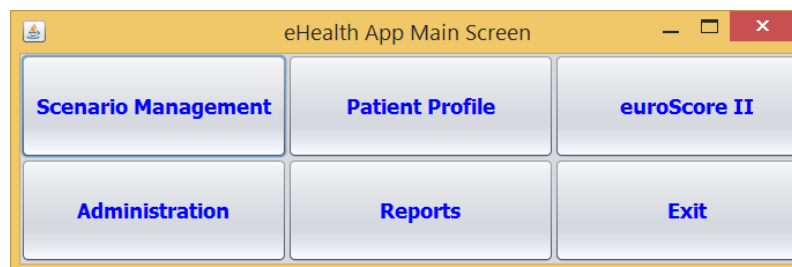 eHealth App Main Screen
Scenario Management
Patient Profile
euroScore II
Administration
Reports
Exit